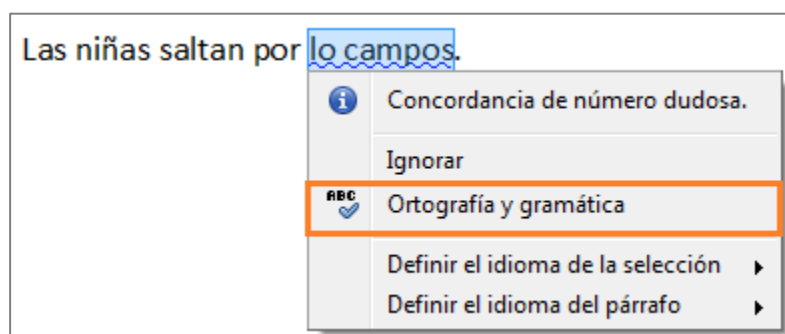 Las niñas saltan por lo campos.
Concordancia de número dudosa.
Ignorar
ABC Ortografía y gramática
Definir el idioma de la selección
Definir el idioma del párrafo